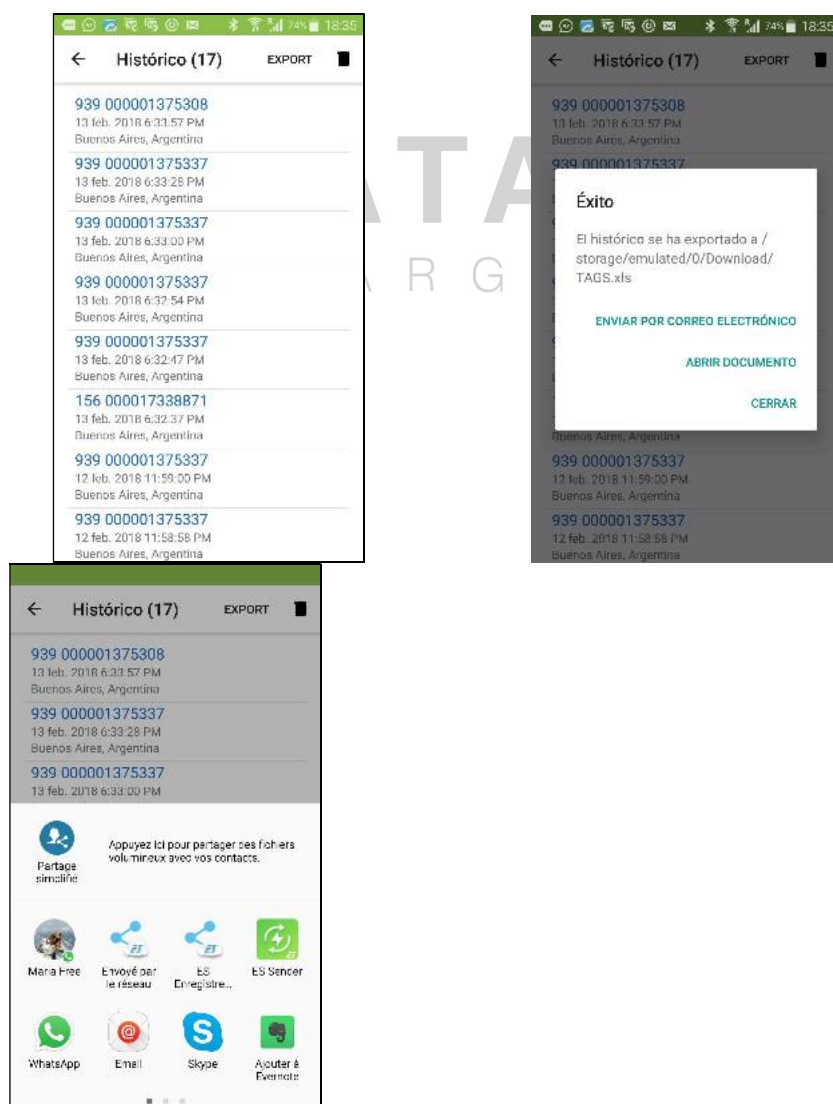 74% 18:35
Histórico (17) EXPORT
939 000001375308
13 feb. 2018 6:33:57 PM
Buenos Aires, Argentina
939 000001375337
13 feb. 2018 6:33:28 PM
Buenos Aires, Argentina
939 000001375337
13 feb. 2018 6:33:00 PM
Buenos Aires, Argentina
939 000001375337
13 feb. 2018 6:32:54 PM
Buenos Aires, Argentina
939 000001375337
13 feb. 2018 6:32:47 PM
Buenos Aires, Argentina
156 000017338871
13 feb. 2018 6:32:37 PM
Buenos Aires, Argentina
939 000001375337
12 feb. 2018 11:59:00 PM
Buenos Aires, Argentina
939 000001375337
12 feb. 2018 11:58:58 PM
Buenos Aires, Argentina
ATA
ARG
74% 18:35
Histórico (17) EXPORT
939 000001375308
13 feb. 2018 6:33:57 PM
Buenos Aires, Argentina
939 000001375337
Éxito
El histórico se ha exportado a /
storage/emulated/0/Download/
TAGS.xls
ENVIAR POR CORREO ELECTRÓNICO
ABRIR DOCUMENTO
CERRAR
Buenos Aires, Argentina
939 000001375337
12 feb. 2018 11:59:00 PM
Buenos Aires, Argentina
939 000001375337
12 feb. 2018 11:58:58 PM
Buenos Aires, Argentina
Histórico (17) EXPORT
939 000001375308
13 feb. 2018 6:33:57 PM
Buenos Aires, Argentina
939 000001375337
13 feb. 2018 6:33:28 PM
Buenos Aires, Argentina
939 000001375337
13 feb. 2018 6:33:00 PM
Partage
simplifié
Appuyez ici pour partager des fichiers
volumineux avec vos contacts.
Maria Free
Envoyé par
le réseau
ES
Enregistre...
ES Sender
WhatsApp
Email
Skype
Ajouter à
Evernote